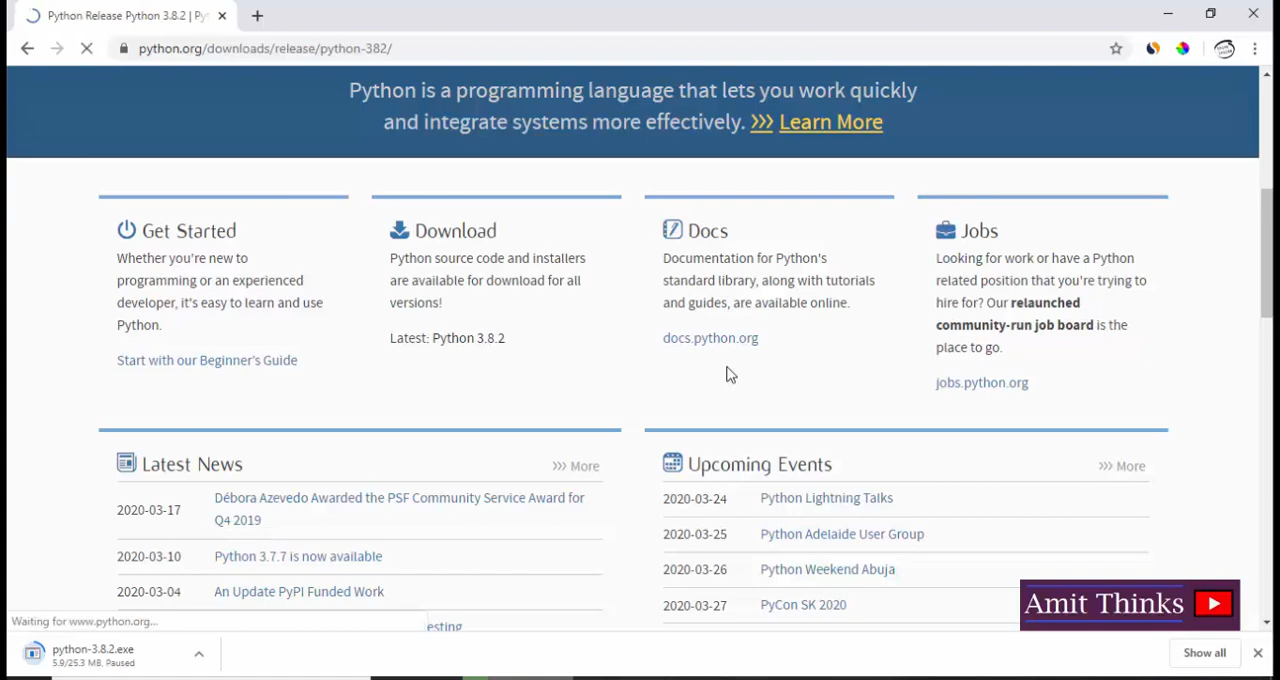 Python Release Python 3.8.2 | Py
python.org/downloads/release/python-382/
Python is a programming language that lets you work quickly
and integrate systems more effectively. >>> Learn More
Get Started
Whether you're new to
programming or an experienced
developer, it's easy to learn and use
Python.
Start with our Beginner's Guide
Download
Python source code and installers
are available for download for all
versions!
Latest: Python 3.8.2
Docs
Documentation for Python's
standard library, along with tutorials
and guides, are available online.
docs.python.org
Jobs
Looking for work or have a Python
related position that you're trying to
hire for? Our relaunched
community-run job board is the
place to go.
jobs.python.org
Latest News
>>> More
2020-03-17 Débora Azevedo Awarded the PSF Community Service Award for
Q4 2019
2020-03-10 Python 3.7.7 is now available
2020-03-04 An Update PyPI Funded Work
esting
Upcoming Events
>>> More
2020-03-24 Python Lightning Talks
2020-03-25 Python Adelaide User Group
2020-03-26 Python Weekend Abuja
2020-03-27 PyCon SK 2020
Amit Thinks
Waiting for www.python.org...
python-3.8.2.exe
5.9/25.3 MB, Paused
Show all